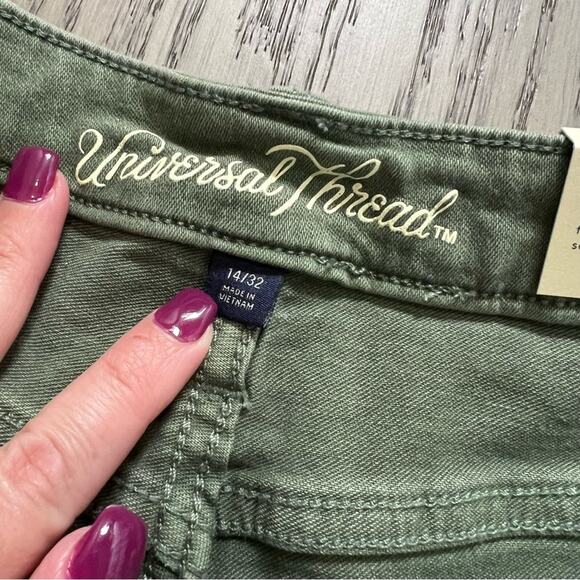 Universal Thread™
14/32
MADE IN
VIETNAM